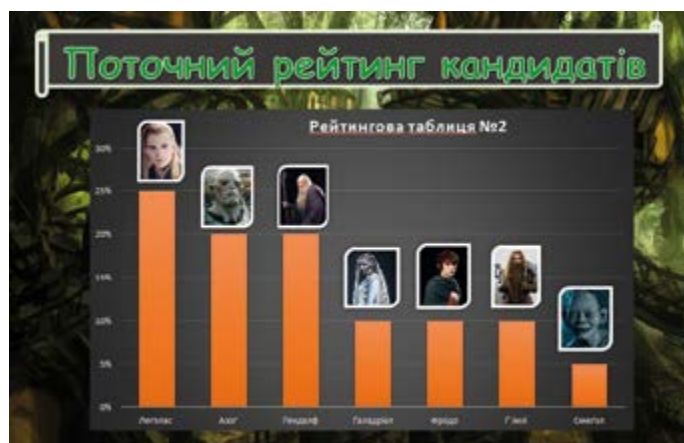 Поточний рейтинг кандидатів
Рейтингова таблиця №2
30%
25%
20%
15%
10%
5%
0%
Леголас Азог Гендалф Галадріел Фродо Гімлі Смеагол